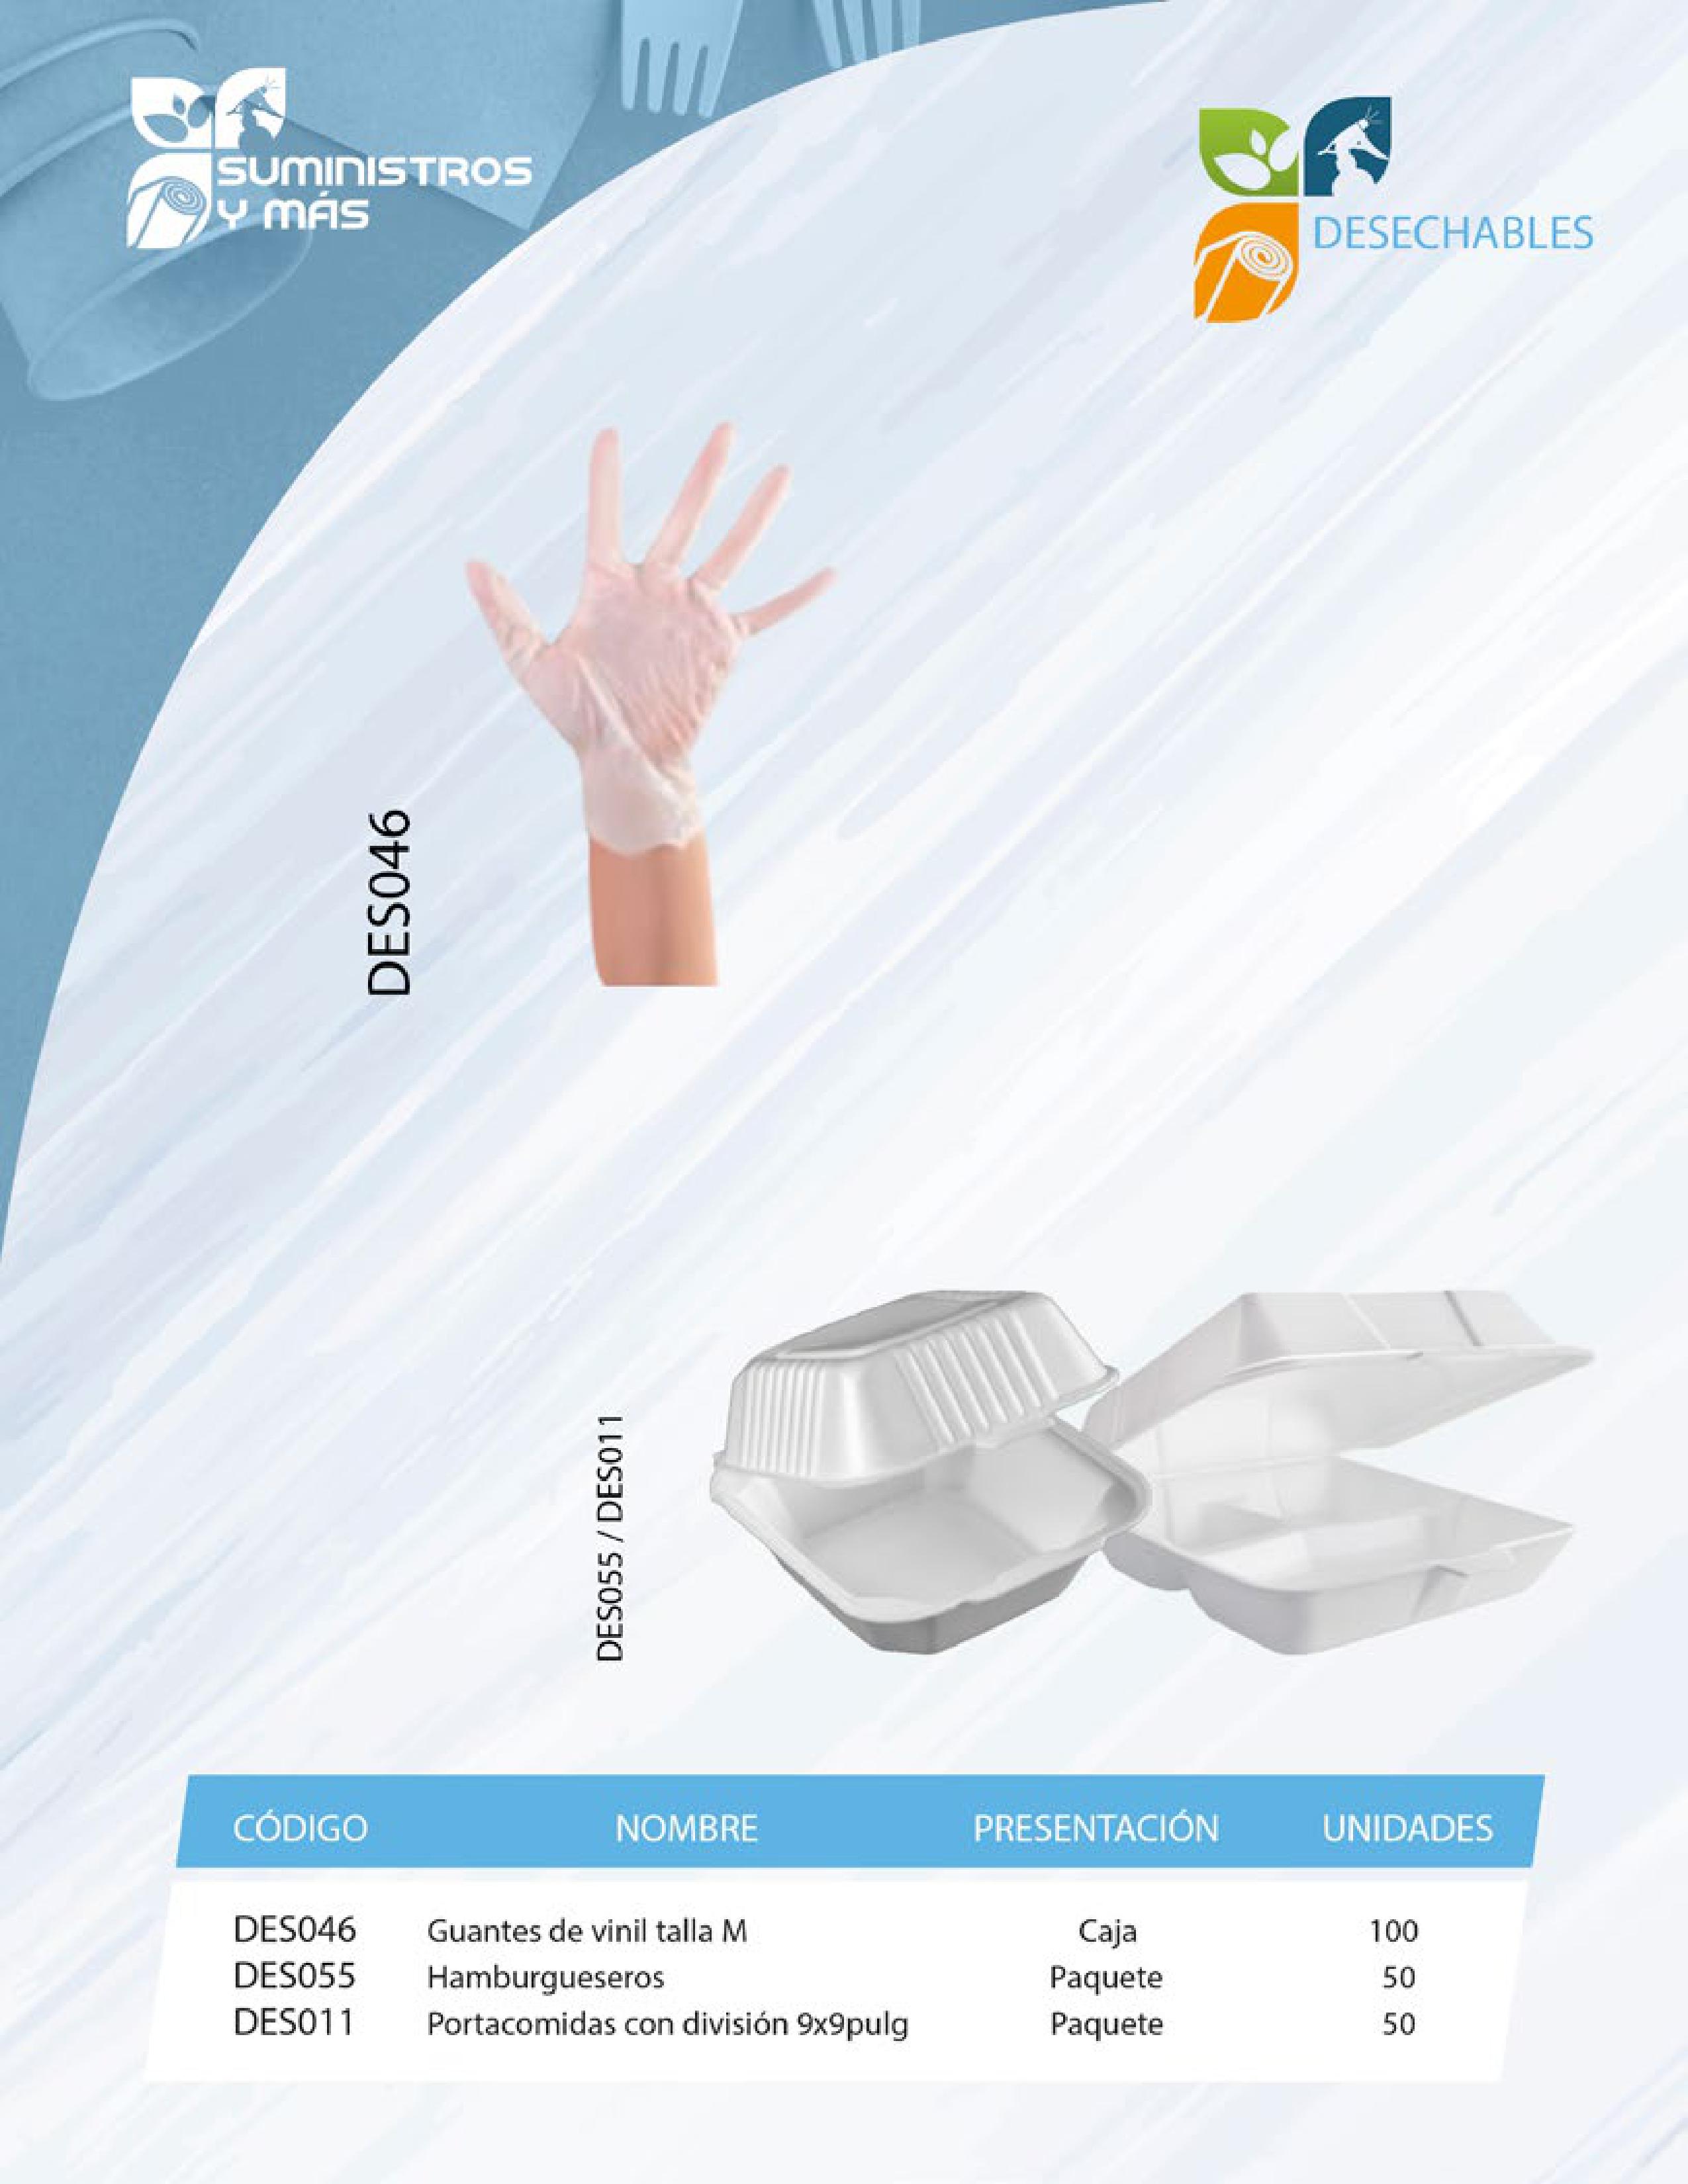 SUMINISTROS
Y MÁS
DESECHABLES
DES046
DES055 / DES011
CÓDIGO NOMBRE PRESENTACIÓN UNIDADES
DES046 Guantes de vinil talla M Caja 100
DES055 Hamburgueseros Paquete 50
DES011 Portacomidas con división 9x9pulg Paquete 50